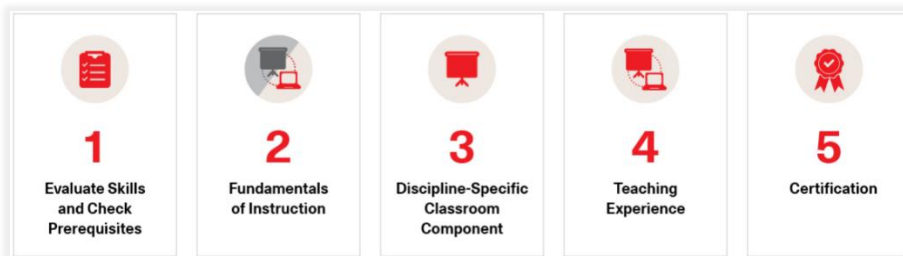 1
Evaluate Skills
and Check
Prerequisites
2
Fundamentals
of Instruction
3
Discipline-Specific
Classroom
Component
4
Teaching
Experience
5
Certification